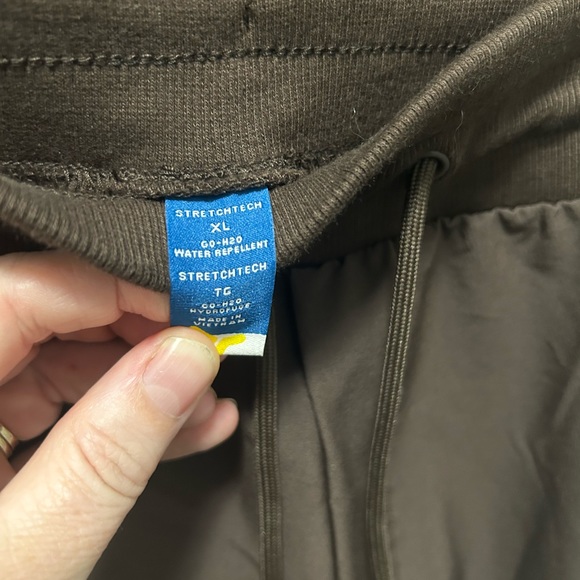 STRETCHTECH
XL
GO-H2O
WATER REPELLENT
STRETCHTECH
TG
GO-H2O
HYDROFUGE
MADE IN
VIETNAM